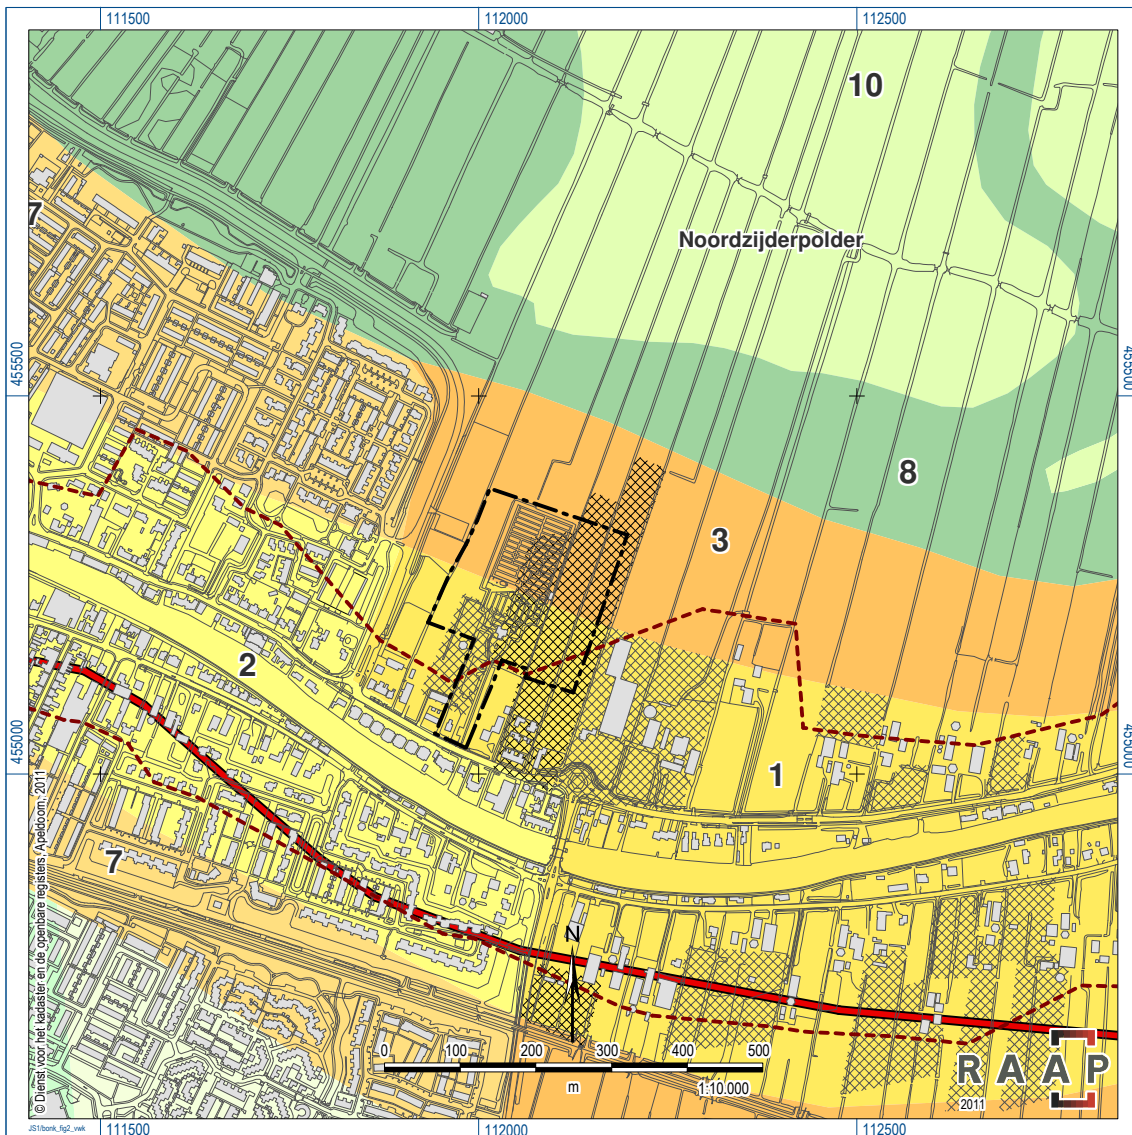 111500
112000
112500
10
7
Noordzijderpolder
455500
455500
8
3
2
1
455000
455000
7
N
0 100 200 300 400 500
m
1:10.000
RAAP
2011
© Dienst voor het kadaster en de openbare registers, Apeldoorn, 2011
JS1/bonk_fig2_vwk
111500
112000
112500